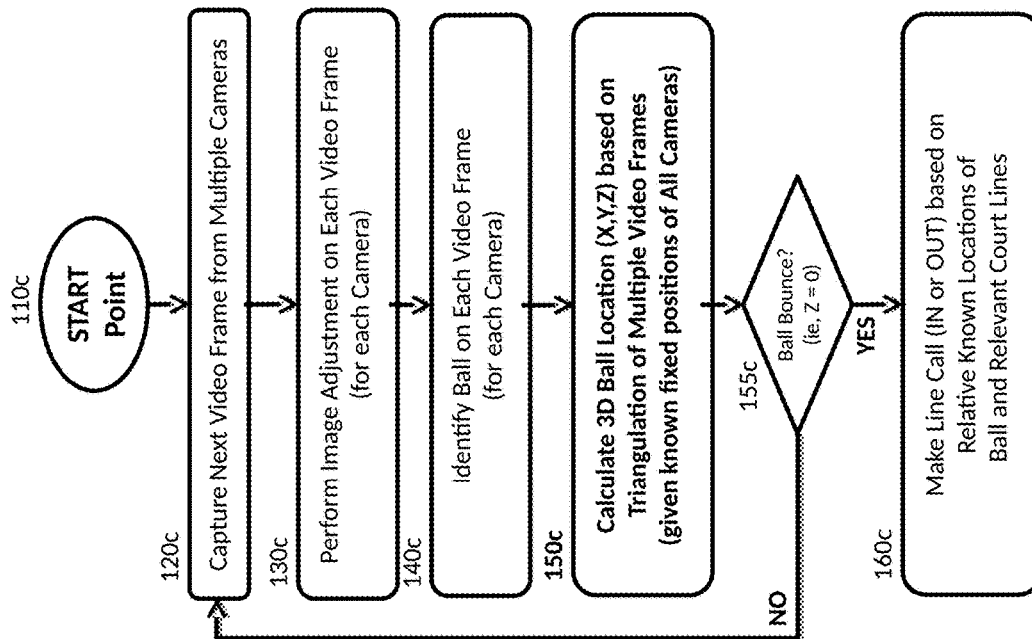 110c
START
Point
120c
Capture Next Video Frame from Multiple Cameras
130c
Perform Image Adjustment on Each Video Frame
(for each Camera)
140c
Identify Ball on Each Video Frame
(for each Camera)
150c
Calculate 3D Ball Location (X,Y,Z) based on
Triangulation of Multiple Video Frames
(given known fixed positions of All Cameras)
155c
Ball Bounce?
(ie., Z = 0)
NO
YES
160c
Make Line Call (IN or OUT) based on
Relative Known Locations of
Ball and Relevant Court Lines